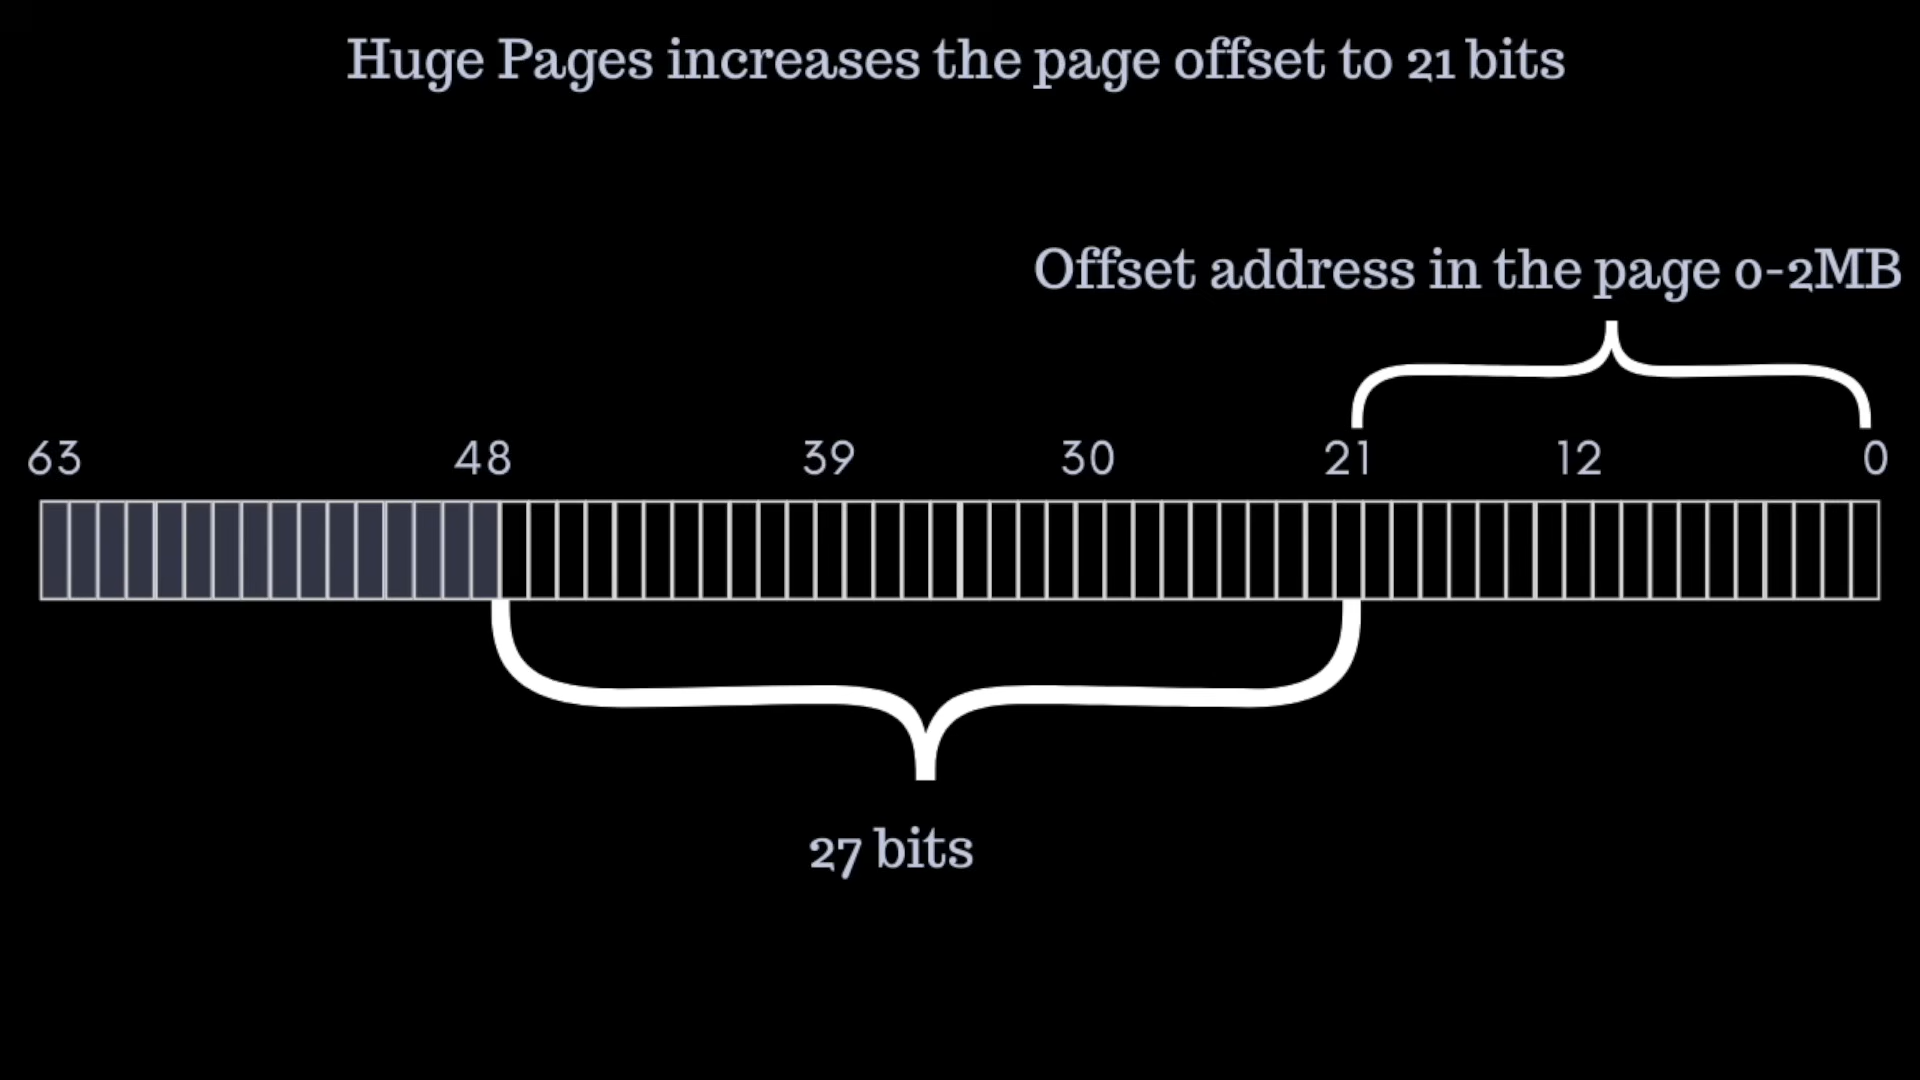 Huge Pages increases the page offset to 21 bits
Offset address in the page 0-2MB
63 48 39 30 21 12 0
27 bits